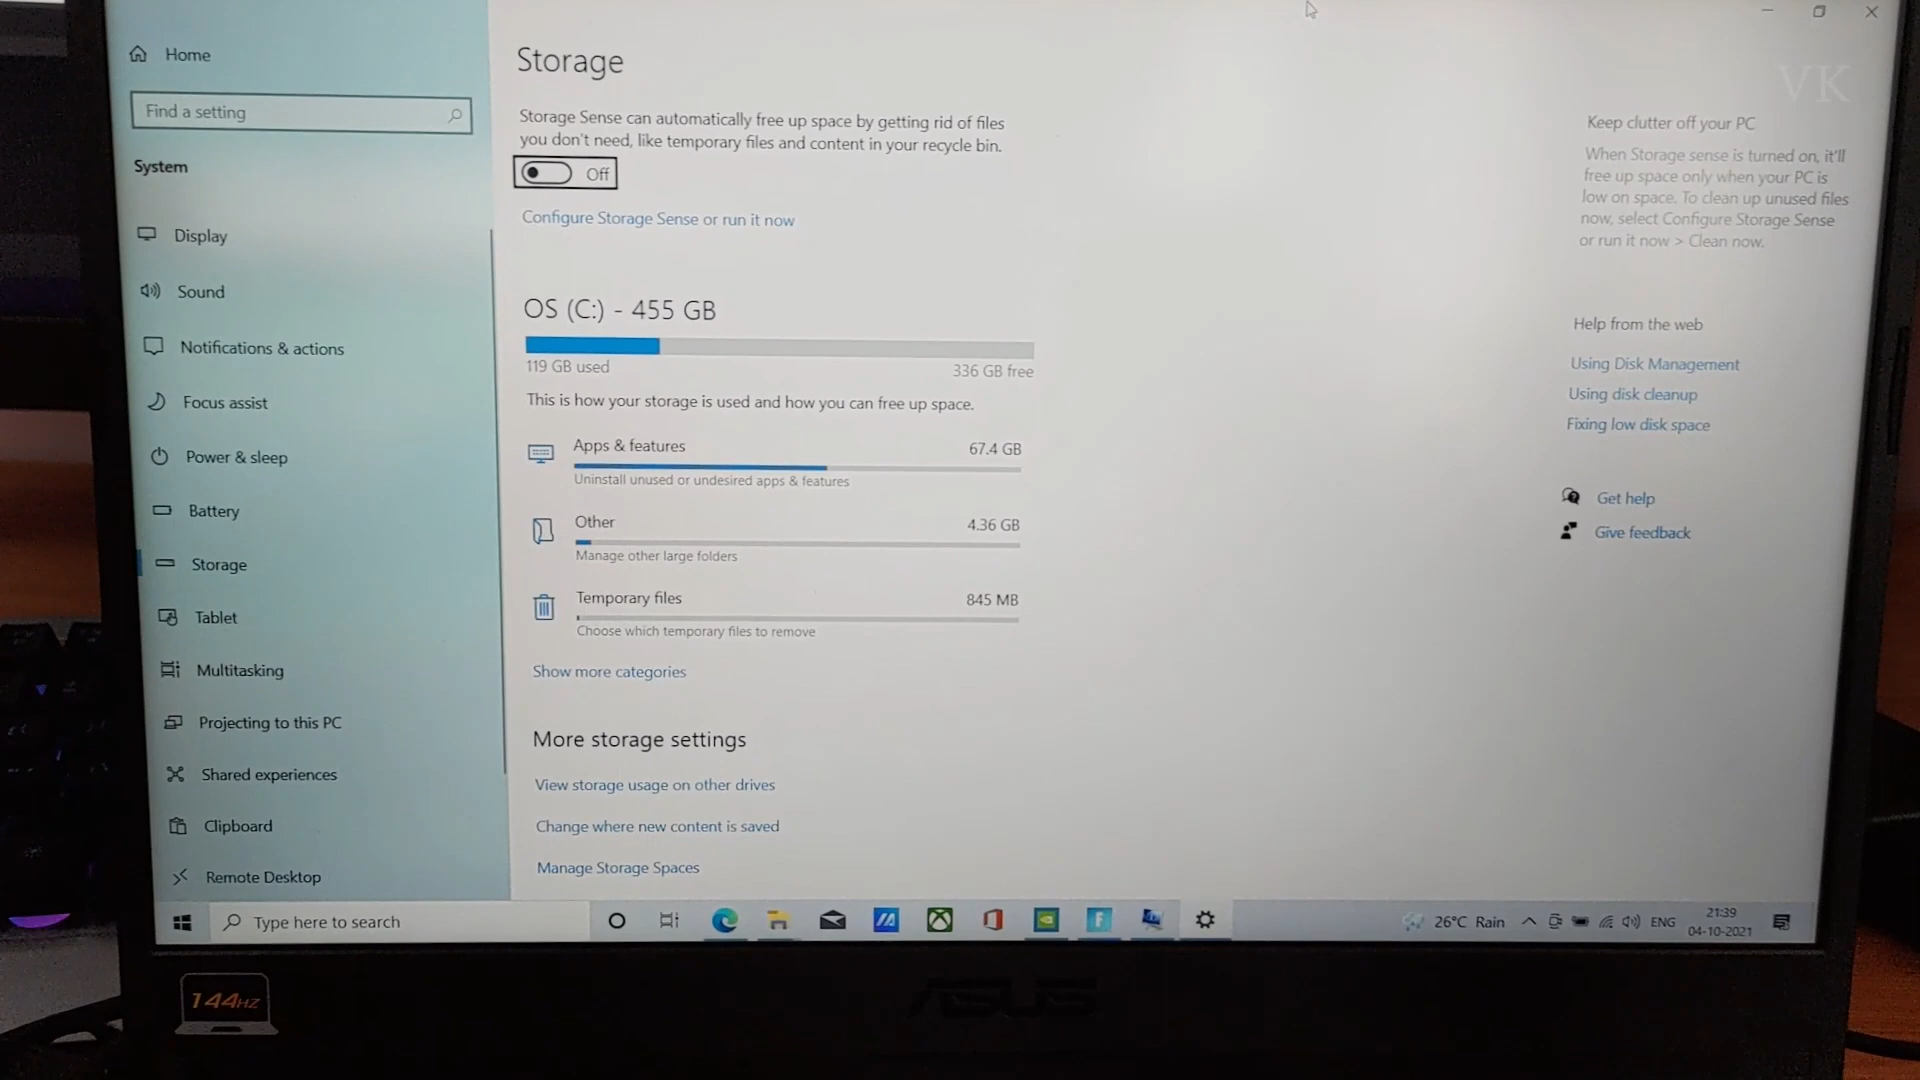 Home
Find a setting
System
Display
Sound
Notifications & actions
Focus assist
Power & sleep
Battery
Storage
Tablet
Multitasking
Projecting to this PC
Shared experiences
Clipboard
Remote Desktop
Storage
Storage Sense can automatically free up space by getting rid of files
you don't need, like temporary files and content in your recycle bin.
Off
Configure Storage Sense or run it now
OS (C:) - 455 GB
119 GB used
336 GB free
This is how your storage is used and how you can free up space.
Apps & features
67.4 GB
Uninstall unused or undesired apps & features
Other
4.36 GB
Manage other large folders
Temporary files
845 MB
Choose which temporary files to remove
Show more categories
More storage settings
View storage usage on other drives
Change where new content is saved
Manage Storage Spaces
VK
Keep clutter off your PC
When Storage sense is turned on, it'll
free up space only when your PC is
low on space. To clean up unused files
now, select Configure Storage Sense
or run it now > Clean now.
Help from the web
Using Disk Management
Using disk cleanup
Fixing low disk space
Get help
Give feedback
Type here to search
26°C Rain
ENG
21:39
04-10-2021
144HZ
ASUS